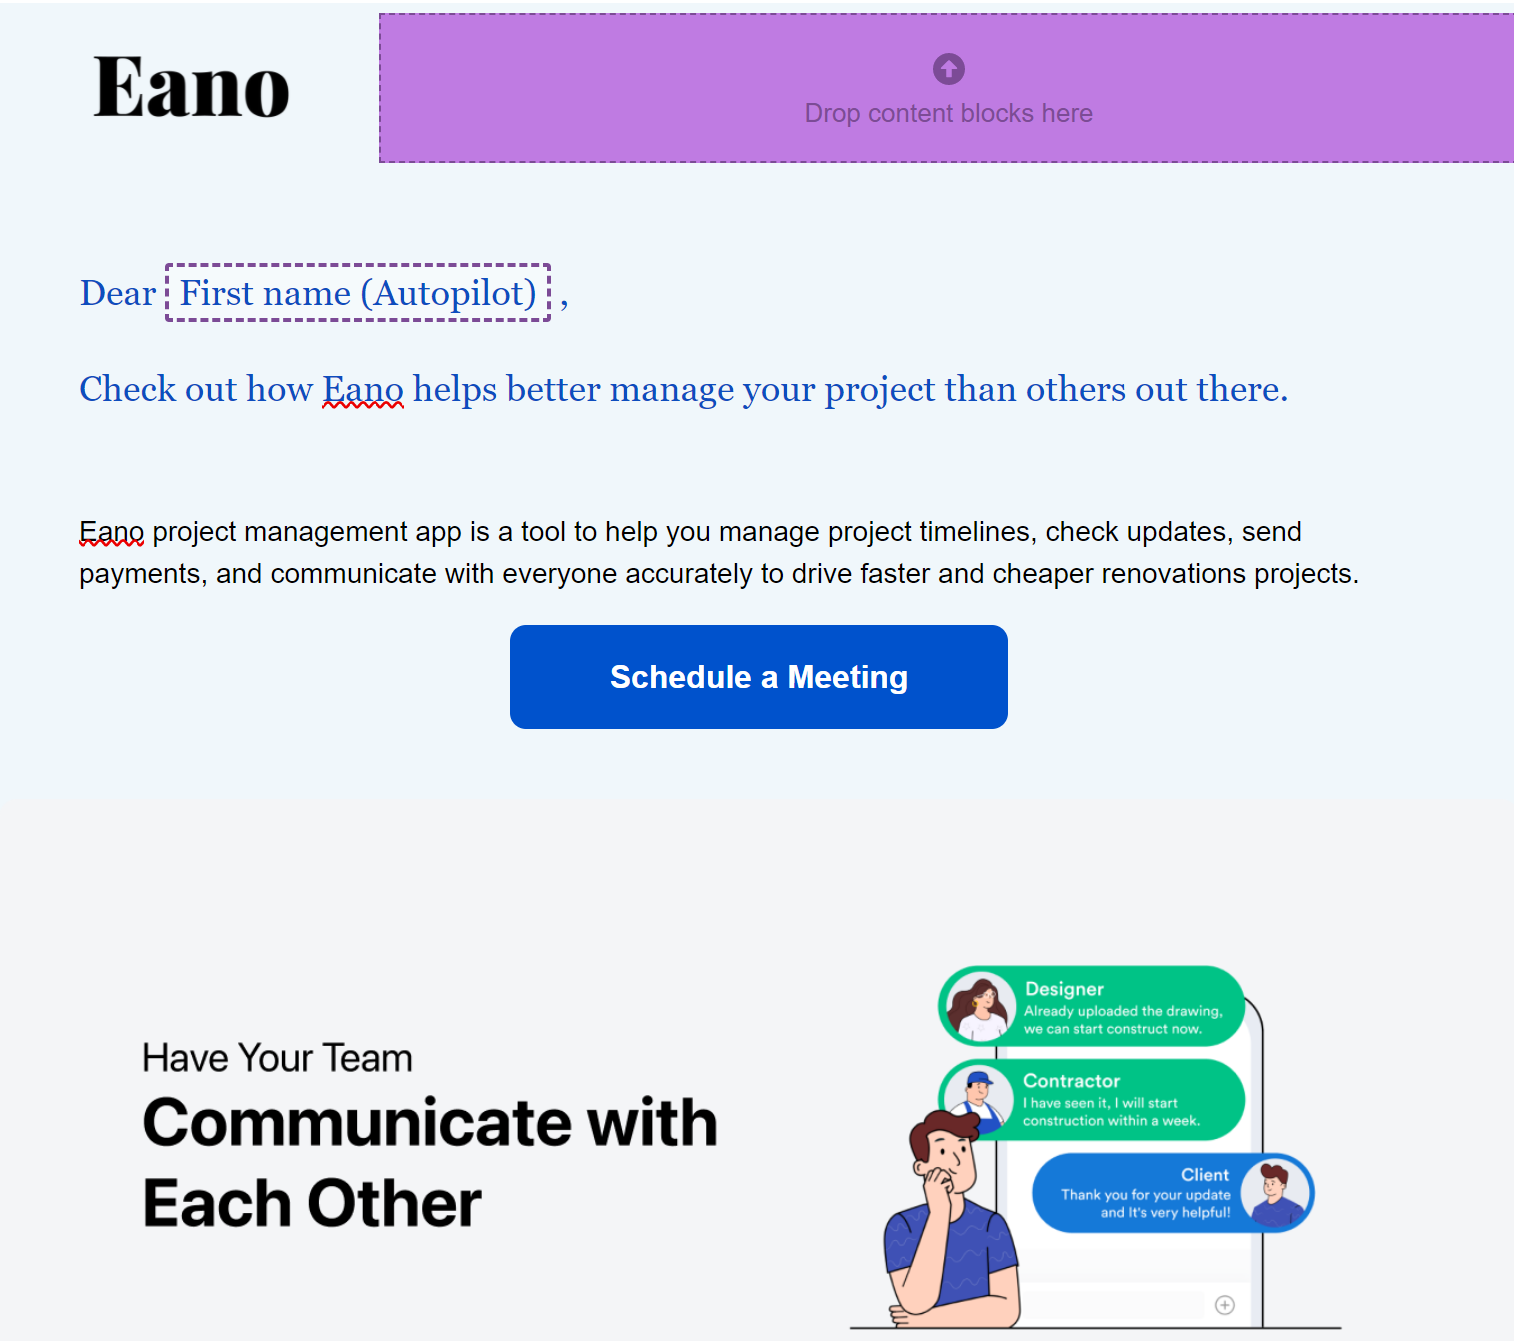 Eano
Drop content blocks here
Dear First name (Autopilot) ,
Check out how Eano helps better manage your project than others out there.
Eano project management app is a tool to help you manage project timelines, check updates, send
payments, and communicate with everyone accurately to drive faster and cheaper renovations projects.
Schedule a Meeting
Have Your Team
Communicate with
Each Other
Designer
Already uploaded the drawing,
we can start construct now.
Contractor
I have seen it, I will start
construction within a week.
Client
Thank you for your update
and It's very helpful!